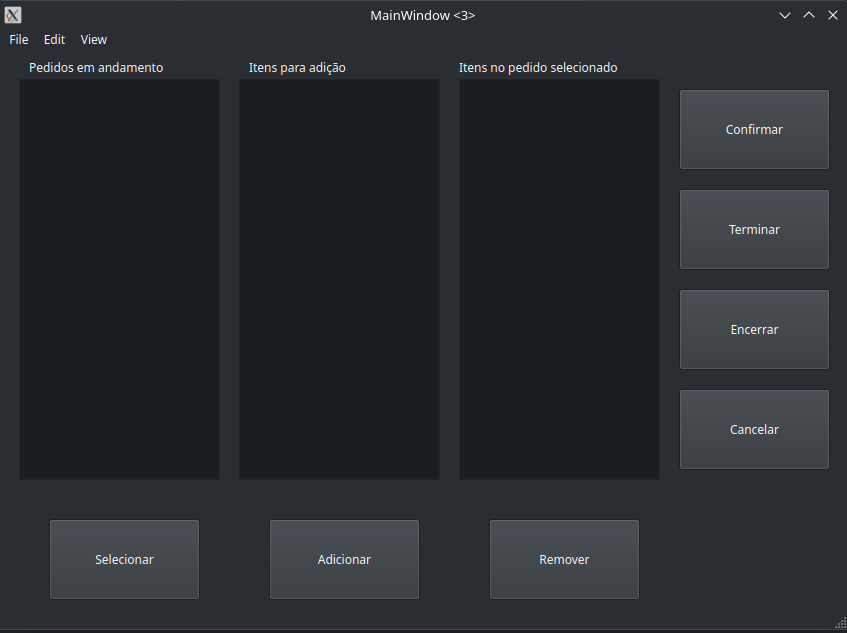 MainWindow <3>
File Edit View
Pedidos em andamento
Itens para adição
Itens no pedido selecionado
Confirmar
Terminar
Encerrar
Cancelar
Selecionar
Adicionar
Remover